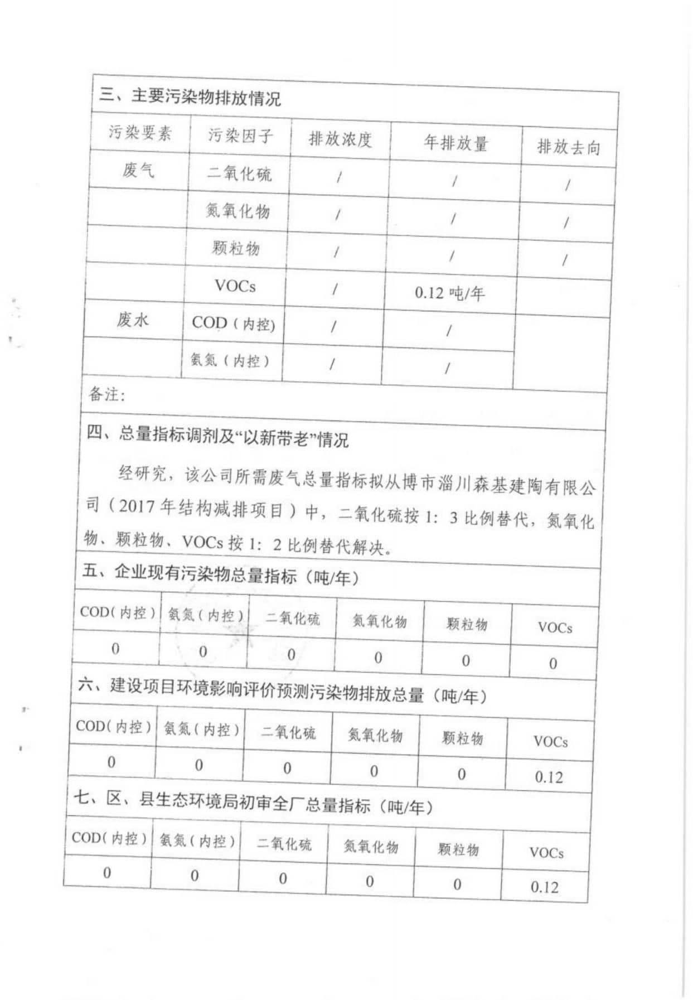 三、主要污染物排放情况
污染要素 污染因子 排放浓度 年排放量 排放去向
废气 二氧化硫 / / /
氮氧化物 / / /
颗粒物 / / /
VOCs / 0.12 吨/年
废水 COD（内控) / /
氨氮（内控） / /
备注:
四、总量指标调剂及“以新带老”情况
经研究，该公司所需废气总量指标拟从博市淄川森基建陶有限公
司（2017 年结构减排项目）中，二氧化硫按 1：3 比例替代，氮氧化
物、颗粒物、VOCs 按 1：2 比例替代解决。
五、企业现有污染物总量指标（吨/年）
COD（内控） 氨氮（内控） 二氧化硫 氮氧化物 颗粒物 VOCs
0 0 0 0 0 0
六、建设项目环境影响评价预测污染物排放总量（吨/年）
COD（内控） 氨氮（内控） 二氧化硫 氮氧化物 颗粒物 VOCs
0 0 0 0 0 0.12
七、区、县生态环境局初审全厂总量指标（吨/年）
COD（内控） 氨氮（内控） 二氧化硫 氮氧化物 颗粒物 VOCs
0 0 0 0 0 0.12